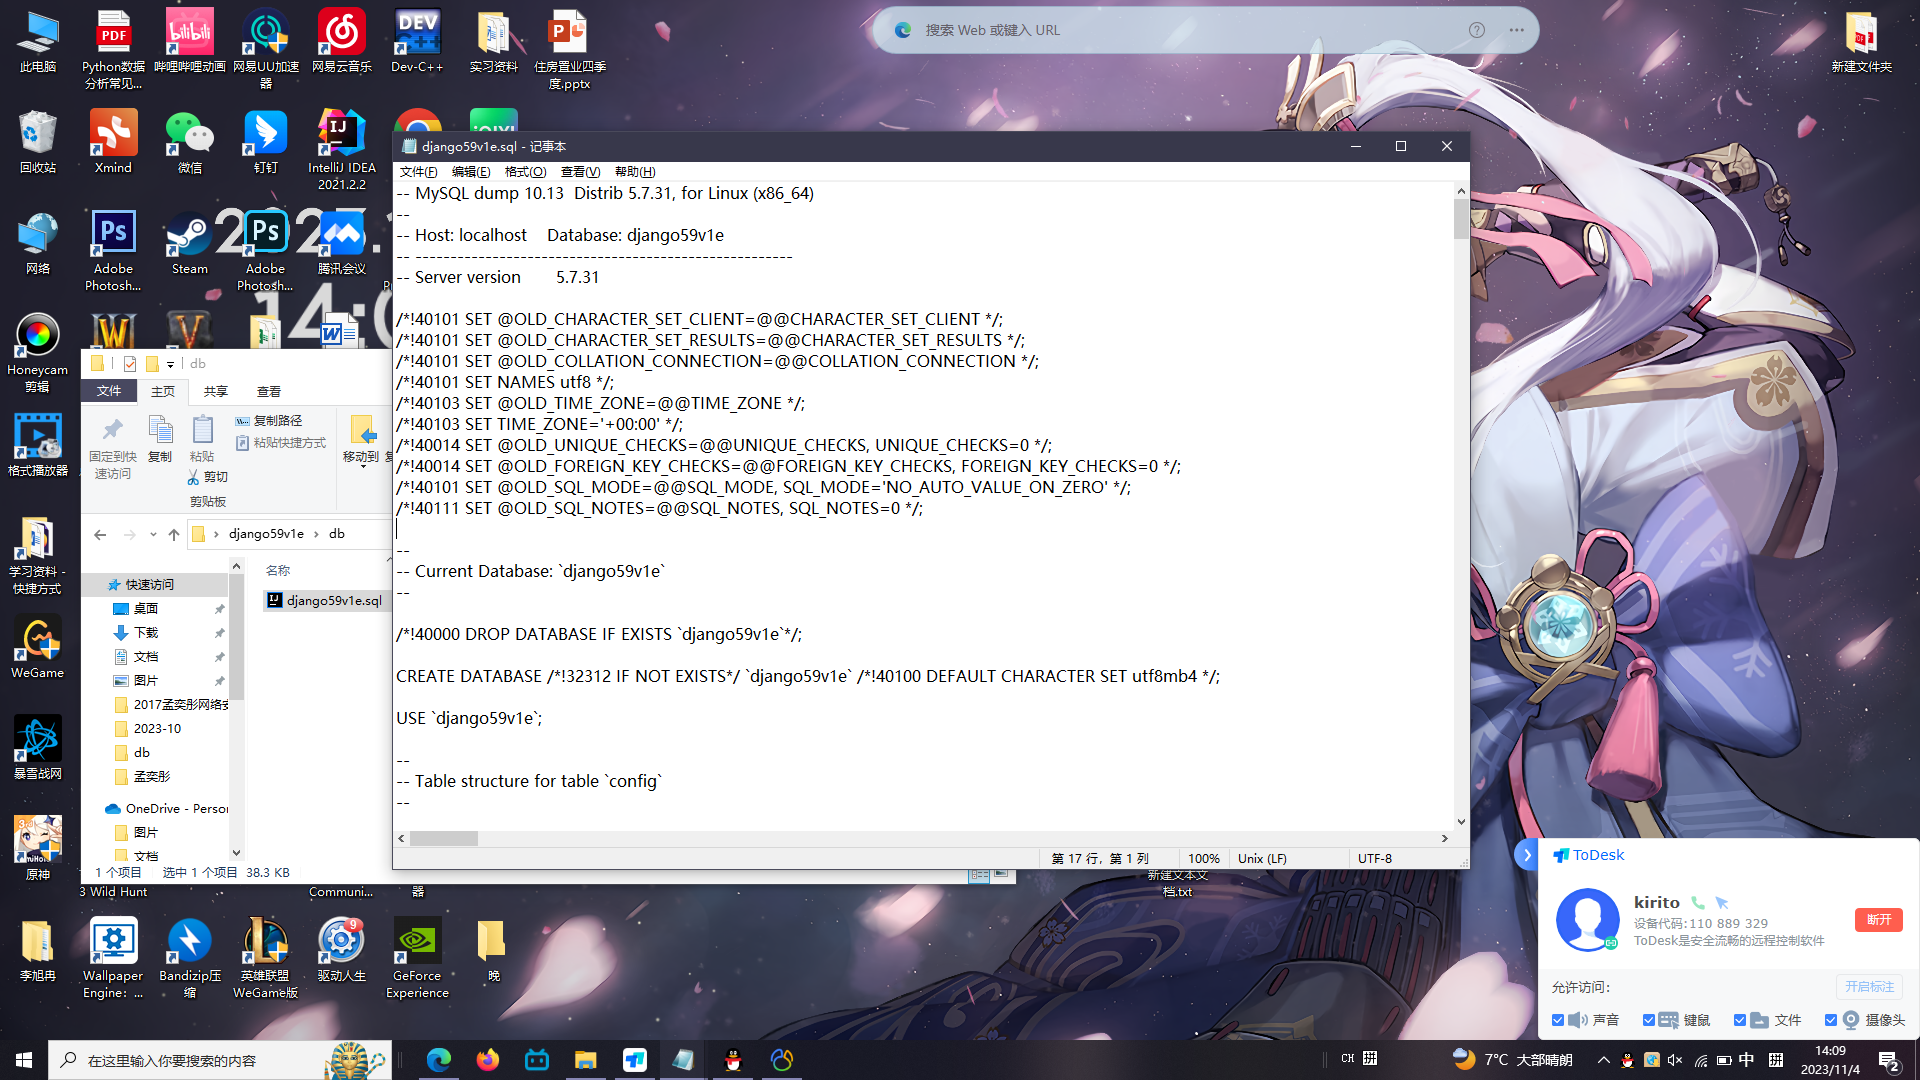 此电脑
Python数据
分析常见...
哔哩哔哩动画
网易UU加速
器
网易云音乐
DEV
C++
Dev-C++
实习资料
住房置业四季
度.pptx
搜索 Web 或键入 URL
新建文件夹
回收站
Xmind
微信
钉钉
IntelliJ IDEA
2021.2.2
网络
Adobe
Photosh...
Steam
Adobe
Photosh...
腾讯会议
Honeycam
剪辑
格式播放器
学习资料 -
快捷方式
WeGame
暴雪战网
原神
3 Wild Hunt
Communi...
器
新建文本文
档.txt
李旭冉
Wallpaper
Engine: ...
Bandizip压
缩
英雄联盟
WeGame版
驱动人生
GeForce
Experience
晚
django59v1e.sql - 记事本
文件(F) 编辑(E) 格式(O) 查看(V) 帮助(H)
-- MySQL dump 10.13  Distrib 5.7.31, for Linux (x86_64)
--
-- Host: localhost    Database: django59v1e
-- ------------------------------------------------------
-- Server version       5.7.31
/*!40101 SET @OLD_CHARACTER_SET_CLIENT=@@CHARACTER_SET_CLIENT */;
/*!40101 SET @OLD_CHARACTER_SET_RESULTS=@@CHARACTER_SET_RESULTS */;
/*!40101 SET @OLD_COLLATION_CONNECTION=@@COLLATION_CONNECTION */;
/*!40101 SET NAMES utf8 */;
/*!40103 SET @OLD_TIME_ZONE=@@TIME_ZONE */;
/*!40103 SET TIME_ZONE='+00:00' */;
/*!40014 SET @OLD_UNIQUE_CHECKS=@@UNIQUE_CHECKS, UNIQUE_CHECKS=0 */;
/*!40014 SET @OLD_FOREIGN_KEY_CHECKS=@@FOREIGN_KEY_CHECKS, FOREIGN_KEY_CHECKS=0 */;
/*!40101 SET @OLD_SQL_MODE=@@SQL_MODE, SQL_MODE='NO_AUTO_VALUE_ON_ZERO' */;
/*!40111 SET @OLD_SQL_NOTES=@@SQL_NOTES, SQL_NOTES=0 */;
--
-- Current Database: `django59v1e`
--
/*!40000 DROP DATABASE IF EXISTS `django59v1e`*/;
CREATE DATABASE /*!32312 IF NOT EXISTS*/ `django59v1e` /*!40100 DEFAULT CHARACTER SET utf8mb4 */;
USE `django59v1e`;
--
-- Table structure for table `config`
--
第 17 行，第 1 列 100% Unix (LF) UTF-8
db
文件 主页 共享 查看
固定到快
速访问
复制
粘贴
复制路径
粘贴快捷方式
剪切
移动到
剪贴板
django59v1e › db
名称
django59v1e.sql
快速访问
桌面
下载
文档
图片
2017孟奕彤网络安
2023-10
db
孟奕彤
OneDrive - Person
图片
文档
1 个项目 选中 1 个项目 38.3 KB
ToDesk
kirito
设备代码:110 889 329
ToDesk是安全流畅的远程控制软件
断开
允许访问:
开启标注
声音 键鼠 文件 摄像头
在这里输入你要搜索的内容
CH 拼
7°C 大部晴朗
中 拼
14:09
2023/11/4
2